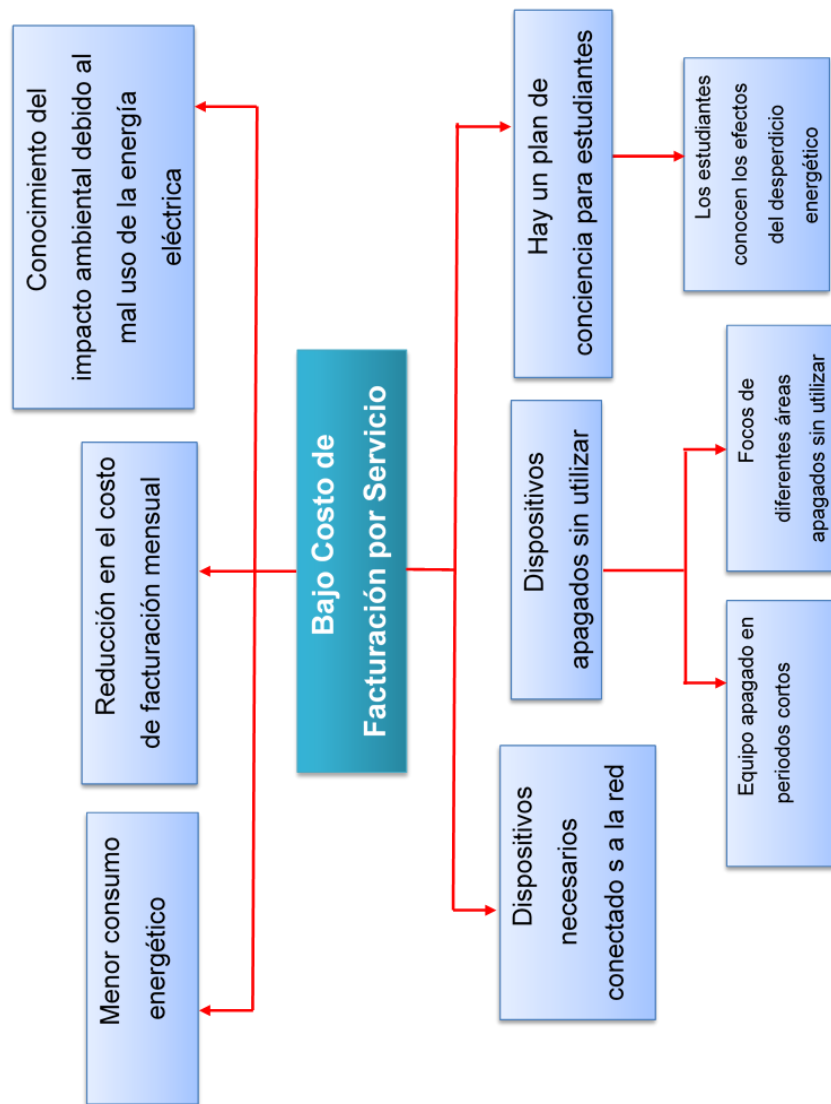 Menor consumo
energético
Reducción en el costo
de facturación mensual
Conocimiento del
impacto ambiental debido al
mal uso de la energía
eléctrica
Bajo Costo de
Facturación por Servicio
Dispositivos
necesarios
conectado s a la red
Dispositivos
apagados sin utilizar
Hay un plan de
conciencia para estudiantes
Equipo apagado en
periodos cortos
Focos de
diferentes áreas
apagados sin utilizar
Los estudiantes
conocen los efectos
del desperdicio
energético